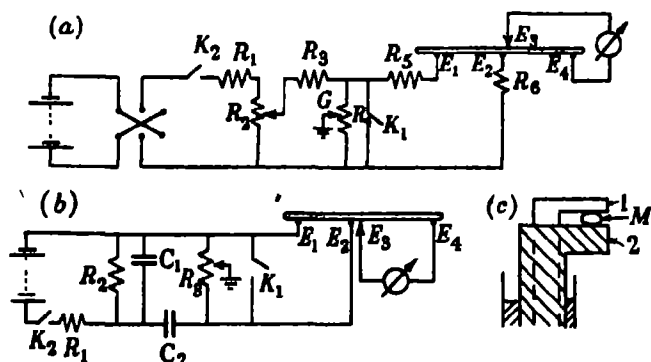 (a)
K2 R1 R3 R5 E1 E2 E3 E4
R2 G R K1 R6
(b) (c)
E1 E2 E3 E4 1 M 2
R2 C1 R3 K1
K2 R1 C2